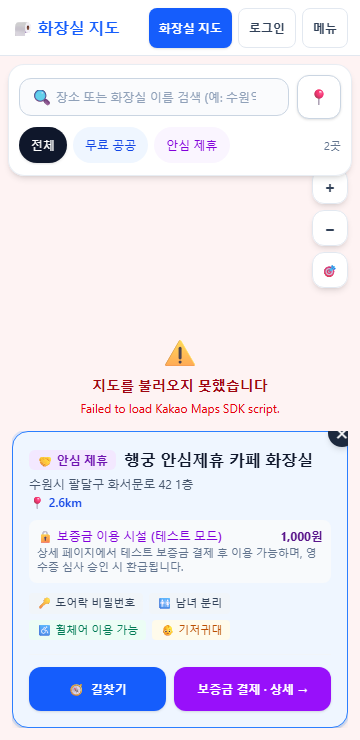 화장실 지도
화장실 지도
로그인
메뉴
장소 또는 화장실 이름 검색 (예: 수원역
전체
무료 공공
안심 제휴
2곳
+
−
지도를 불러오지 못했습니다
Failed to load Kakao Maps SDK script.
안심 제휴
행궁 안심제휴 카페 화장실
수원시 팔달구 화서문로 42 1층
2.6km
보증금 이용 시설 (테스트 모드)
1,000원
상세 페이지에서 테스트 보증금 결제 후 이용 가능하며, 영
수증 심사 승인 시 환급됩니다.
도어락 비밀번호
남녀 분리
휠체어 이용 가능
기저귀대
길찾기
보증금 결제 · 상세 →